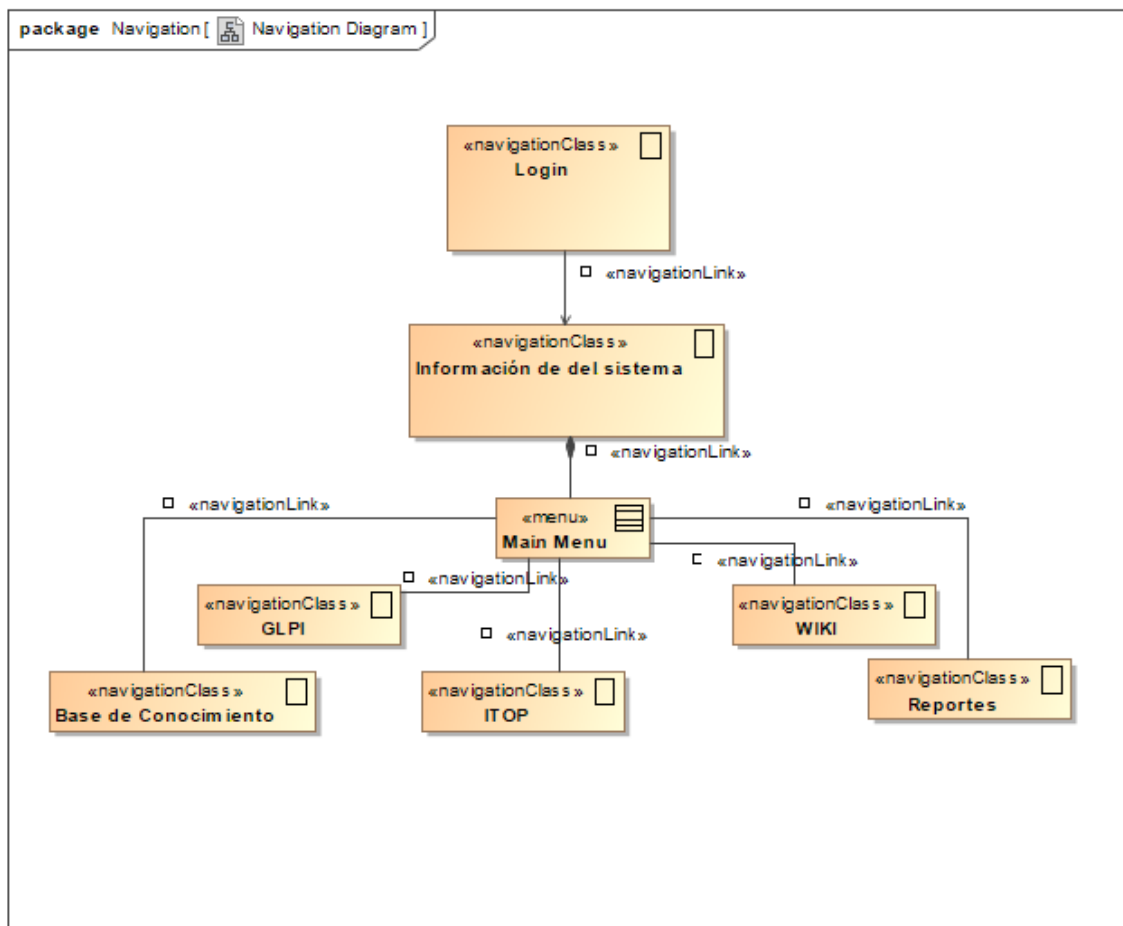 package Navigation [ Navigation Diagram ]
«navigationClass»
Login
«navigationLink»
«navigationClass»
Información de del sistema
«navigationLink»
«menu»
Main Menu
«navigationLink»
«navigationLink»
«navigationLink»
«navigationLink»
«navigationLink»
«navigationClass»
GLPI
«navigationClass»
WIKI
«navigationClass»
Base de Conocimiento
«navigationClass»
ITOP
«navigationClass»
Reportes